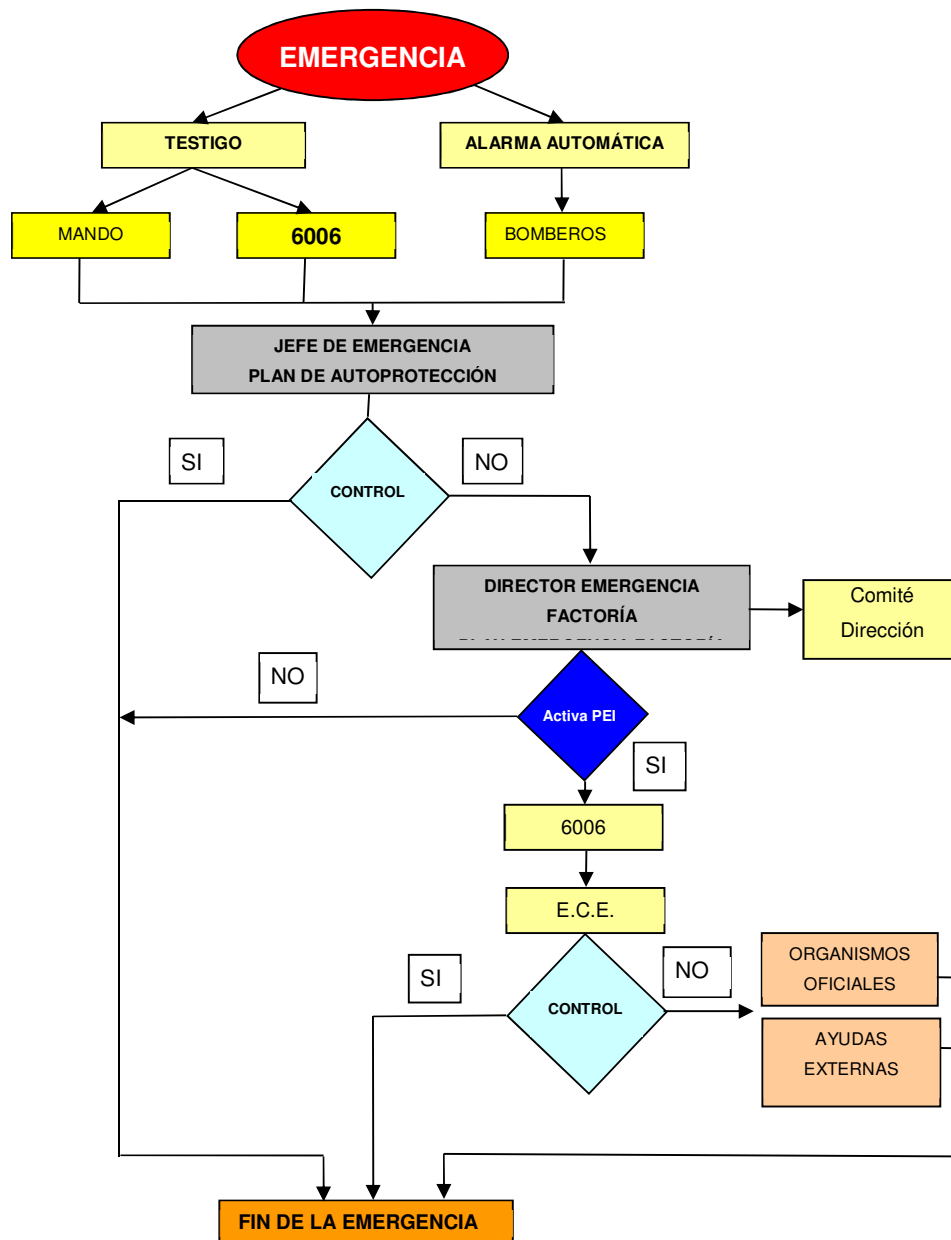 EMERGENCIA
TESTIGO
ALARMA AUTOMÁTICA
MANDO
6006
BOMBEROS
JEFE DE EMERGENCIA
PLAN DE AUTOPROTECCIÓN
SI
NO
CONTROL
DIRECTOR EMERGENCIA
FACTORÍA
Comité
Dirección
NO
Activa PEI
SI
6006
E.C.E.
SI
NO
CONTROL
ORGANISMOS
OFICIALES
AYUDAS
EXTERNAS
FIN DE LA EMERGENCIA